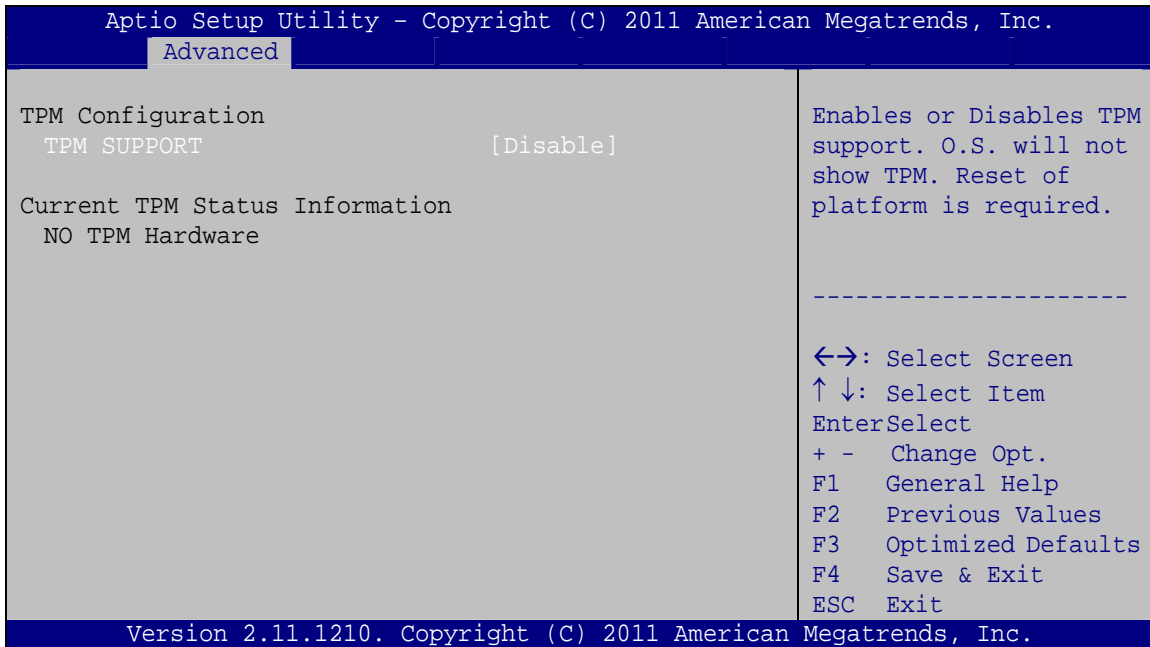 Aptio Setup Utility – Copyright (C) 2011 American Megatrends, Inc.
Advanced
TPM Configuration
TPM SUPPORT [Disable]
Current TPM Status Information
NO TPM Hardware
Enables or Disables TPM
support. O.S. will not
show TPM. Reset of
platform is required.
----------------------
←→: Select Screen
↑ ↓: Select Item
EnterSelect
+ - Change Opt.
F1 General Help
F2 Previous Values
F3 Optimized Defaults
F4 Save & Exit
ESC Exit
Version 2.11.1210. Copyright (C) 2011 American Megatrends, Inc.